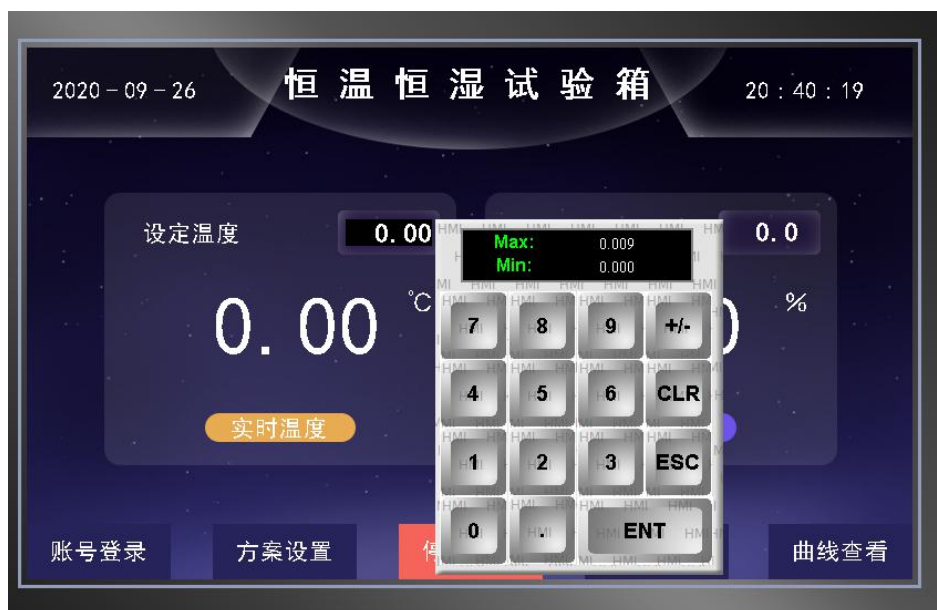 2020-09-26
恒温恒湿试验箱
20:40:19
设定温度
0.00
0.0
Max: 0.009
Min: 0.000
0.00
℃
%
7 8 9 +/-
4 5 6 CLR
实时温度
1 2 3 ESC
0 . ENT
账号登录
方案设置
曲线查看